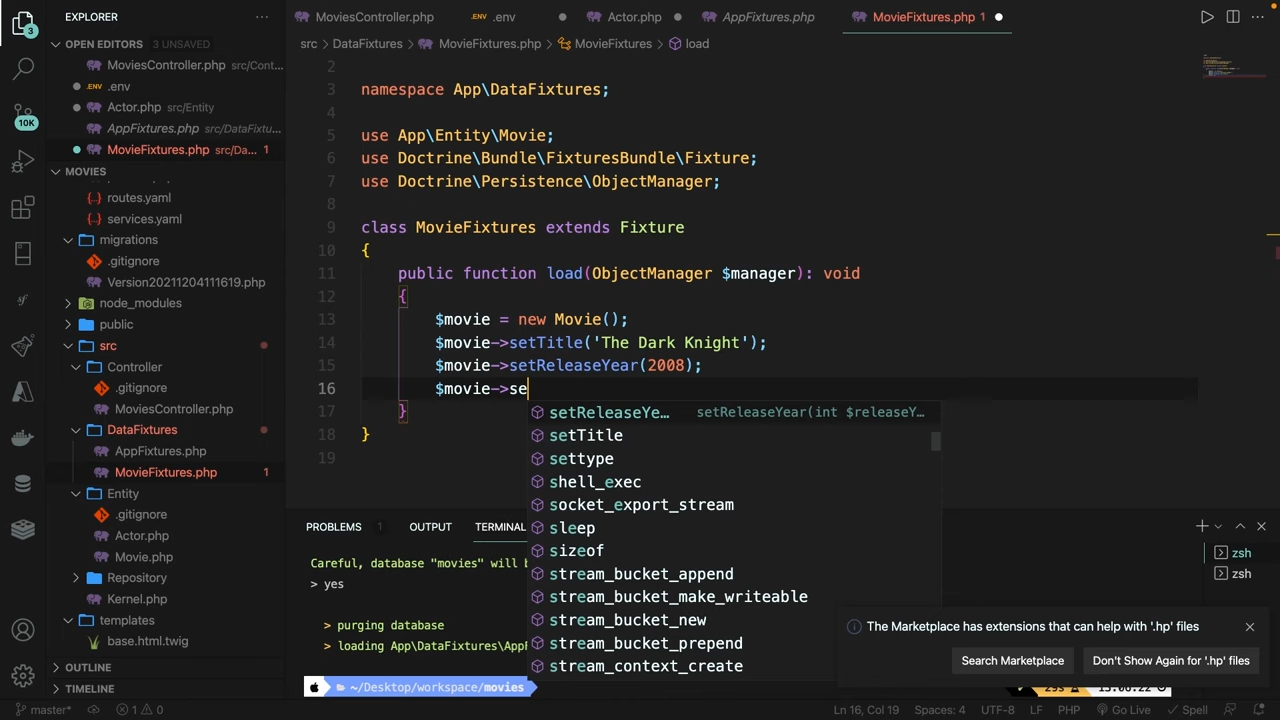 EXPLORER
MoviesController.php
.env
Actor.php
AppFixtures.php
MovieFixtures.php 1
OPEN EDITORS 3 UNSAVED
MoviesController.php src/Cont...
.env
Actor.php src/Entity
AppFixtures.php src/DataFixtu...
MovieFixtures.php src/Da... 1
MOVIES
routes.yaml
services.yaml
migrations
.gitignore
Version20211204111619.php
node_modules
public
src
Controller
.gitignore
MoviesController.php
DataFixtures
AppFixtures.php
MovieFixtures.php 1
Entity
.gitignore
Actor.php
Movie.php
Repository
Kernel.php
templates
base.html.twig
OUTLINE
TIMELINE
3
10K
src > DataFixtures > MovieFixtures.php > MovieFixtures > load
2
3 namespace App\DataFixtures;
4
5 use App\Entity\Movie;
6 use Doctrine\Bundle\FixturesBundle\Fixture;
7 use Doctrine\Persistence\ObjectManager;
8
9 class MovieFixtures extends Fixture
10 {
11 public function load(ObjectManager $manager): void
12 {
13 $movie = new Movie();
14 $movie->setTitle('The Dark Knight');
15 $movie->setReleaseYear(2008);
16 $movie->se
17 }
18 }
19
setReleaseYe... setReleaseYear(int $releaseY...
setTitle
settype
shell_exec
socket_export_stream
sleep
sizeof
stream_bucket_append
stream_bucket_make_writeable
stream_bucket_new
stream_bucket_prepend
stream_context_create
PROBLEMS 1 OUTPUT TERMINAL
Careful, database "movies" will b
> yes
> purging database
> loading App\DataFixtures\AppF
~/Desktop/workspace/movies
zsh
zsh
The Marketplace has extensions that can help with '.hp' files
Search Marketplace
Don't Show Again for '.hp' files
master* 1 0
Ln 16, Col 19 Spaces: 4 UTF-8 LF PHP Go Live Spell